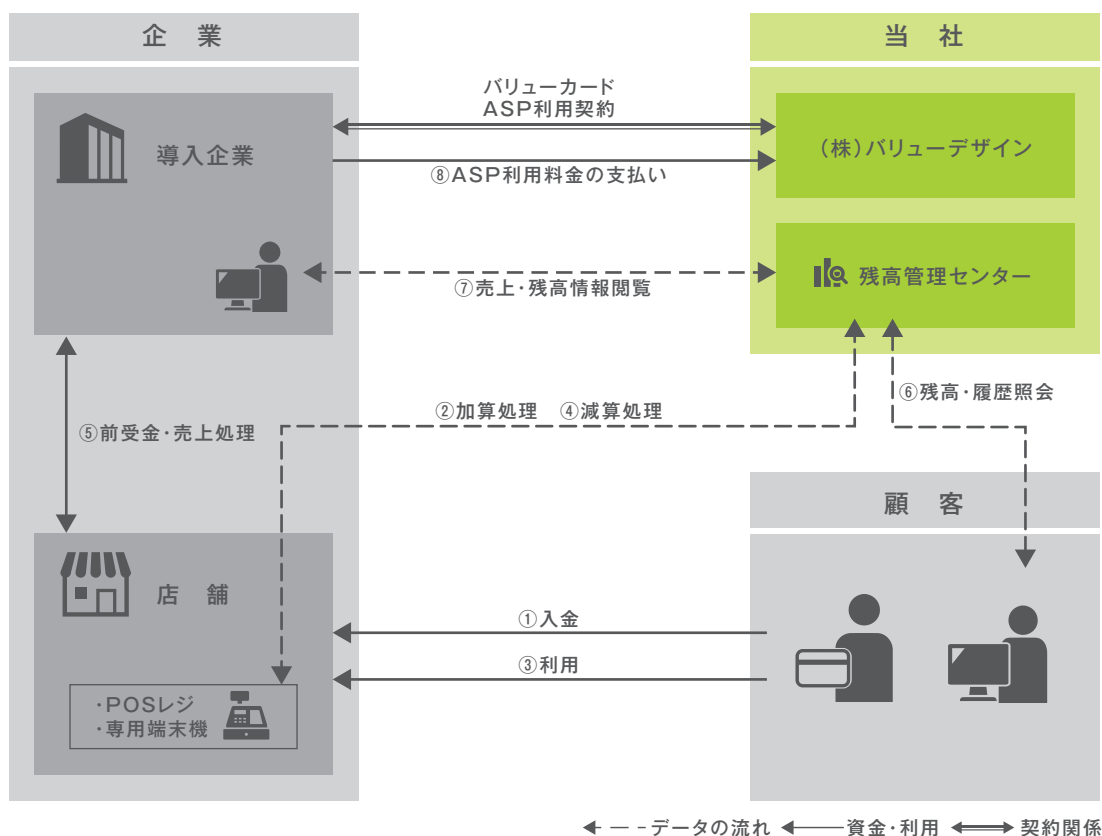 企　業
当　社
バリューカード
ASP利用契約
導入企業
（株）バリューデザイン
⑧ASP利用料金の支払い
残高管理センター
⑦売上・残高情報閲覧
⑥残高・履歴照会
②加算処理　④減算処理
⑤前受金・売上処理
顧　客
店　舗
①入金
③利用
・POSレジ
・専用端末機
データの流れ　資金・利用　契約関係